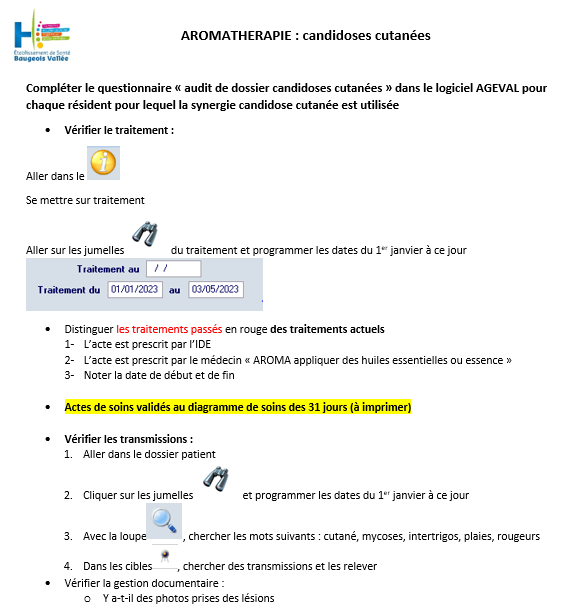 Etablissement de Santé
Baugeois Vallée
AROMATHERAPIE : candidoses cutanées
Compléter le questionnaire « audit de dossier candidoses cutanées » dans le logiciel AGEVAL pour
chaque résident pour lequel la synergie candidose cutanée est utilisée
• Vérifier le traitement :
Aller dans le
Se mettre sur traitement
Aller sur les jumelles du traitement et programmer les dates du 1er janvier à ce jour
Traitement au / /
Traitement du 01/01/2023 au 03/05/2023
• Distinguer les traitements passés en rouge des traitements actuels
1- L'acte est prescrit par l'IDE
2- L'acte est prescrit par le médecin « AROMA appliquer des huiles essentielles ou essence »
3- Noter la date de début et de fin
• Actes de soins validés au diagramme de soins des 31 jours (à imprimer)
• Vérifier les transmissions :
1. Aller dans le dossier patient
2. Cliquer sur les jumelles et programmer les dates du 1er janvier à ce jour
3. Avec la loupe, chercher les mots suivants : cutané, mycoses, intertrigos, plaies, rougeurs
4. Dans les cibles, chercher des transmissions et les relever
• Vérifier la gestion documentaire :
o Y a-t-il des photos prises des lésions